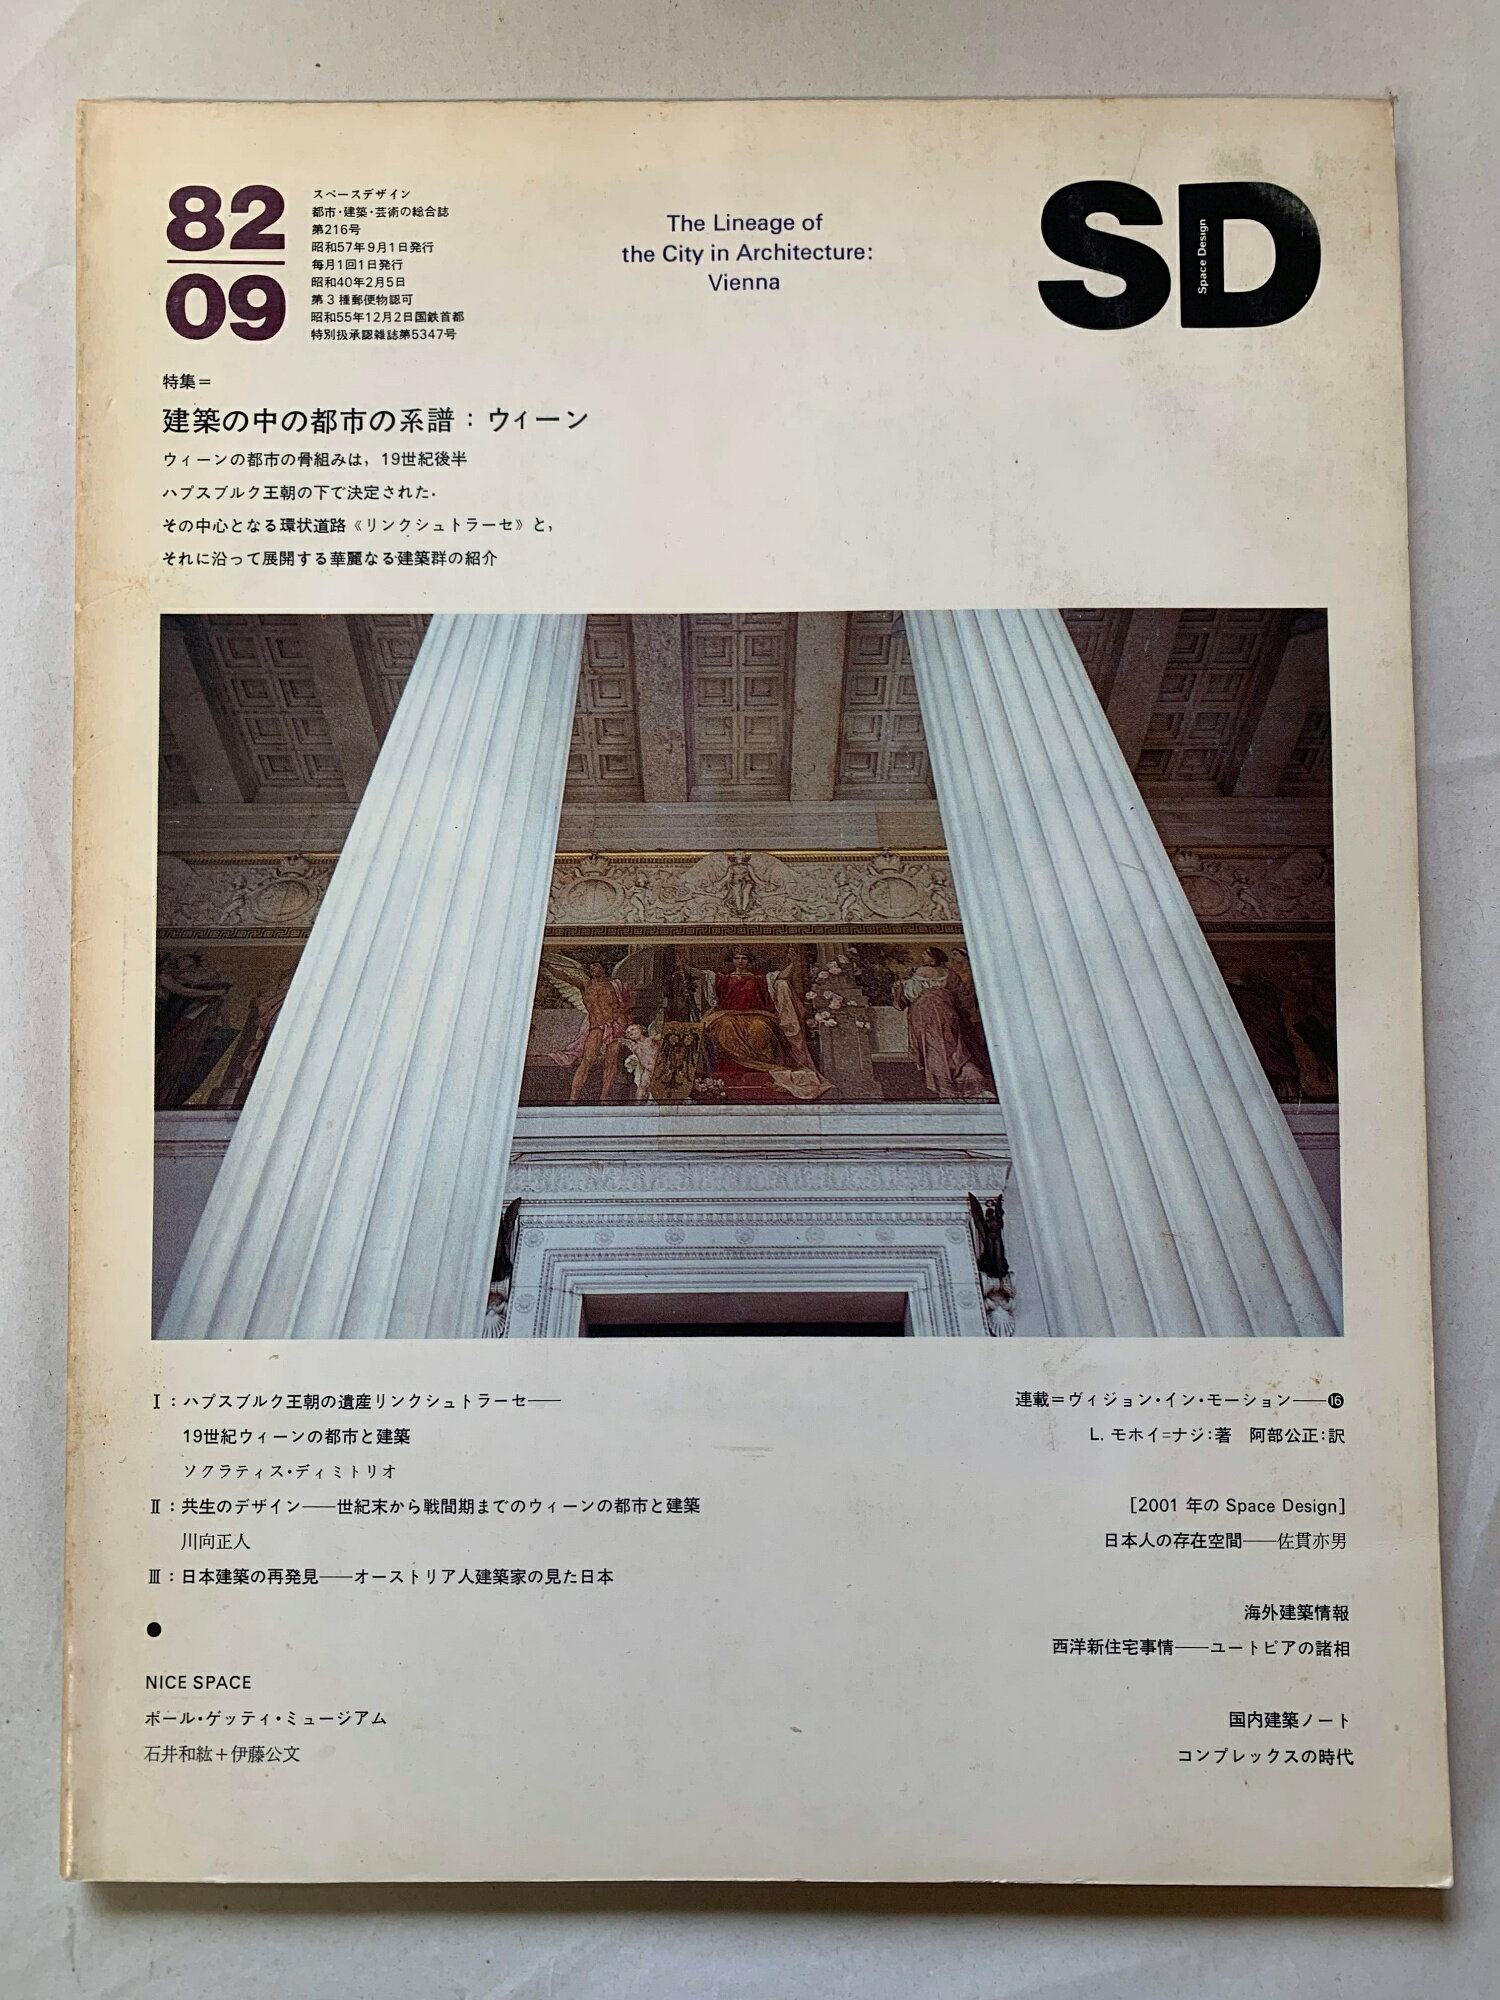 82
09
スペースデザイン
都市・建築・芸術の総合誌
第216号
昭和57年9月1日発行
毎月1回1日発行
昭和40年2月5日
第3種郵便物認可
昭和55年12月2日国鉄首都
特別扱承認雑誌第5347号
The Lineage of
the City in Architecture:
Vienna
SD
Space Design
特集＝
建築の中の都市の系譜：ウィーン
ウィーンの都市の骨組みは，19世紀後半
ハプスブルク王朝の下で決定された．
その中心となる環状道路《リンクシュトラーセ》と，
それに沿って展開する華麗なる建築群の紹介
Ⅰ：ハプスブルク王朝の遺産リンクシュトラーセ——
19世紀ウィーンの都市と建築
ソクラティス・ディミトリオ
Ⅱ：共生のデザイン——世紀末から戦間期までのウィーンの都市と建築
川向正人
Ⅲ：日本建築の再発見——オーストリア人建築家の見た日本
●
NICE SPACE
ポール・ゲッティ・ミュージアム
石井和紘＋伊藤公文
連載＝ヴィジョン・イン・モーション——⓰
L. モホイ＝ナジ：著　阿部公正：訳
［2001 年の Space Design］
日本人の存在空間——佐貫亦男
海外建築情報
西洋新住宅事情——ユートピアの諸相
国内建築ノート
コンプレックスの時代